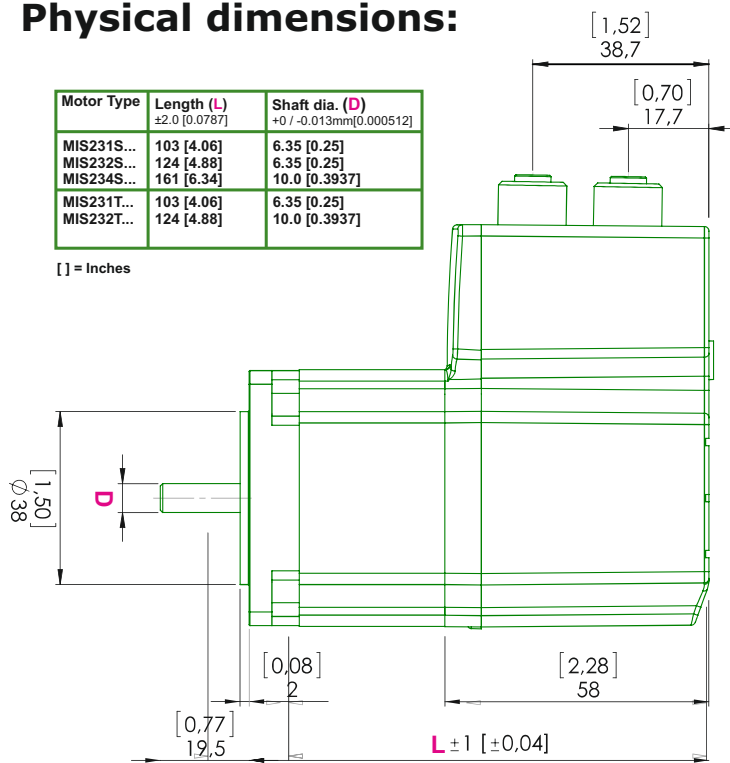 Physical dimensions:
[1,52]
38,7
[0,70]
17,7
Motor Type Length (L) Shaft dia. (D)
±2.0 [0.0787] +0 / -0.013mm[0.000512]
MIS231S... 103 [4.06] 6.35 [0.25]
MIS232S... 124 [4.88] 6.35 [0.25]
MIS234S... 161 [6.34] 10.0 [0.3937]
MIS231T... 103 [4.06] 6.35 [0.25]
MIS232T... 124 [4.88] 10.0 [0.3937]
[ ] = Inches
[1,50]
∅38
D
[0,08]
2
[2,28]
58
[0,77]
19,5
L ±1 [±0,04]